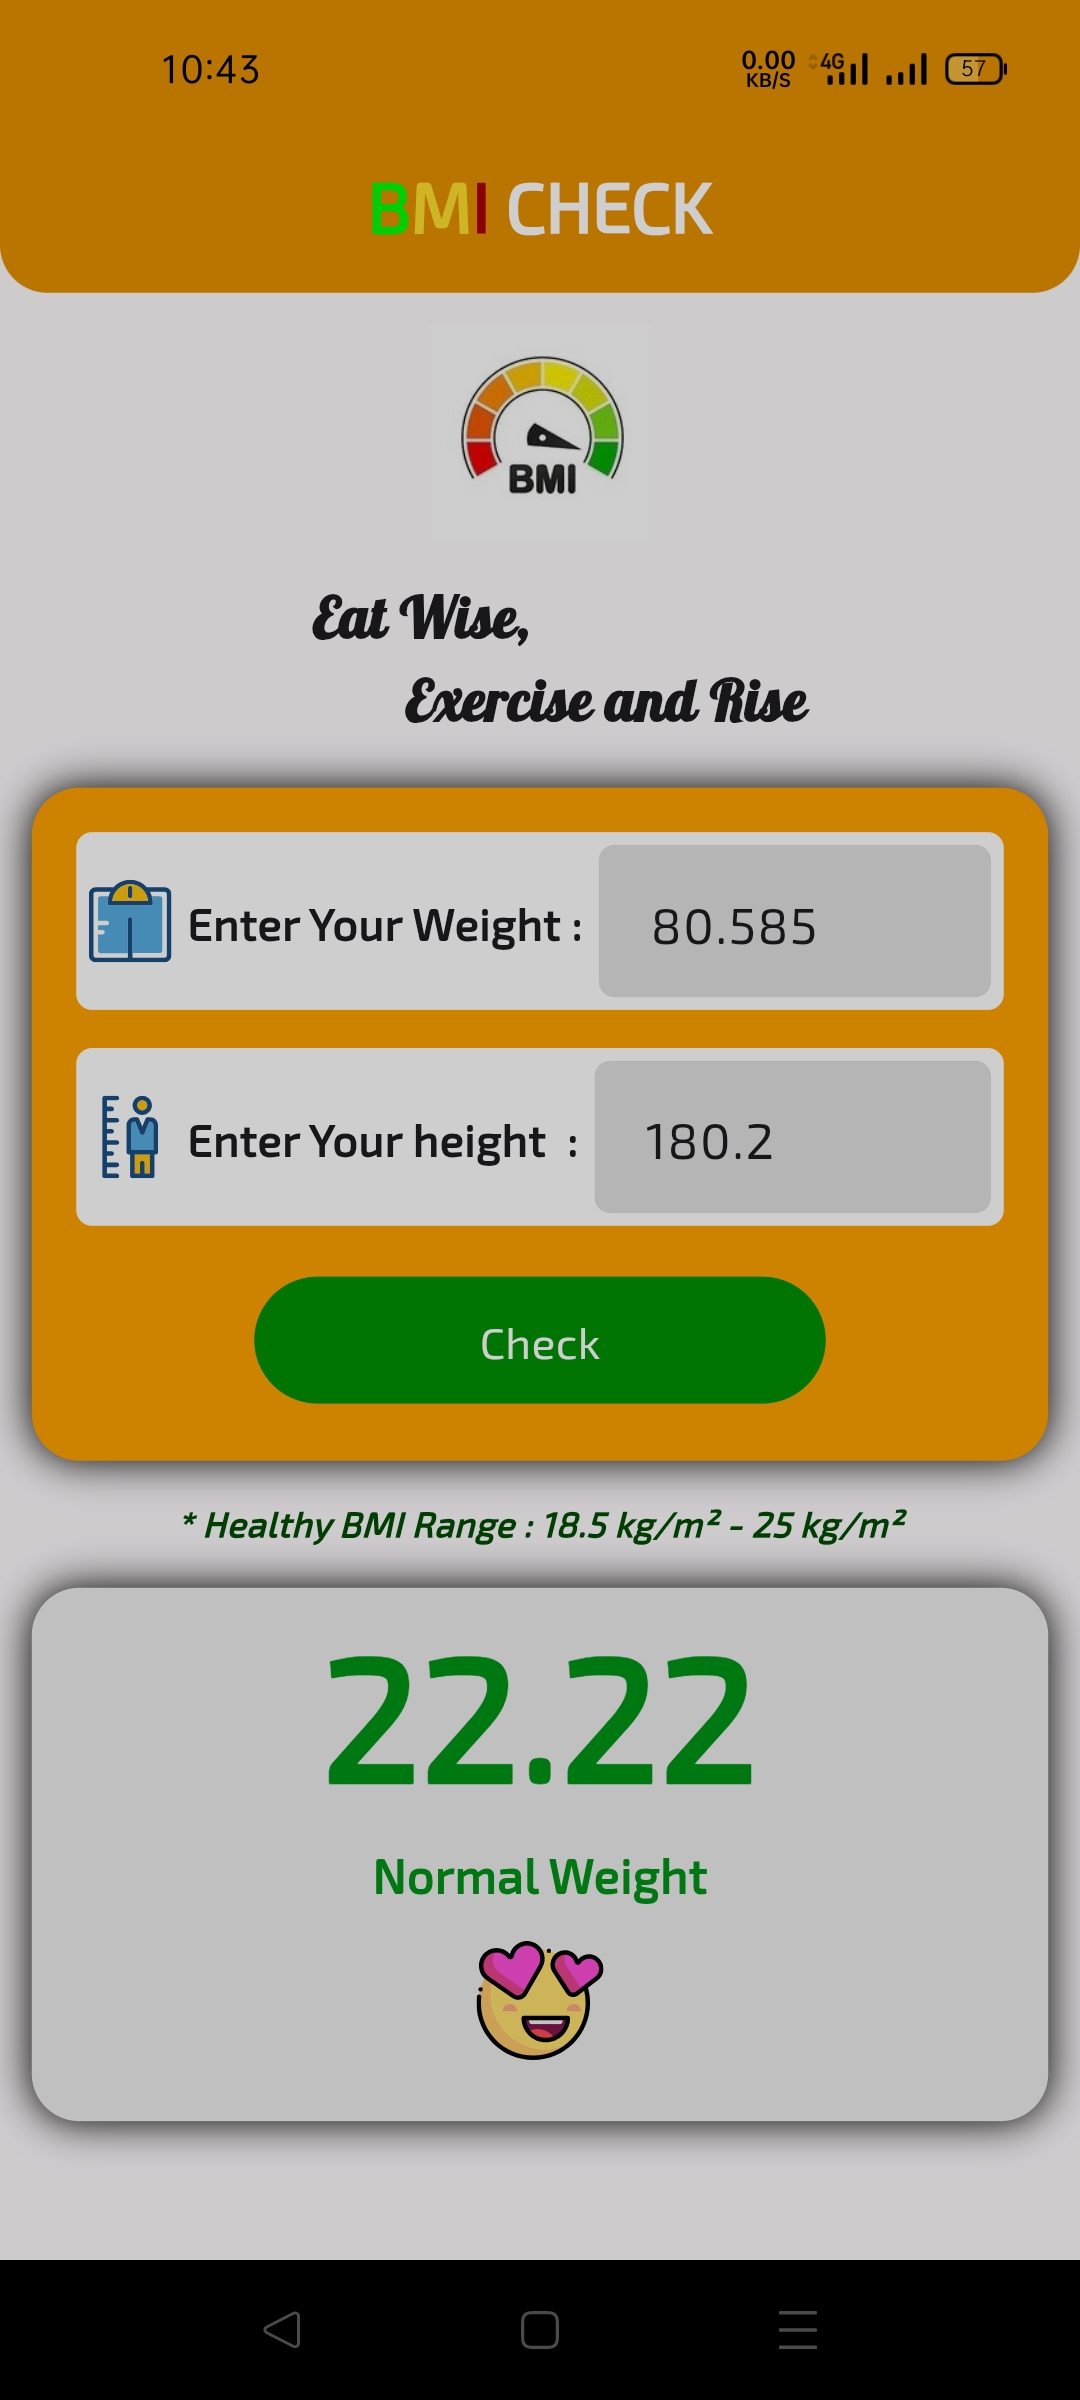 10:43
0.00 KB/S 4G 57
BMI CHECK
BMI
Eat Wise,
Exercise and Rise
Enter Your Weight : 80.585
Enter Your height : 180.2
Check
* Healthy BMI Range : 18.5 kg/m² - 25 kg/m²
22.22
Normal Weight